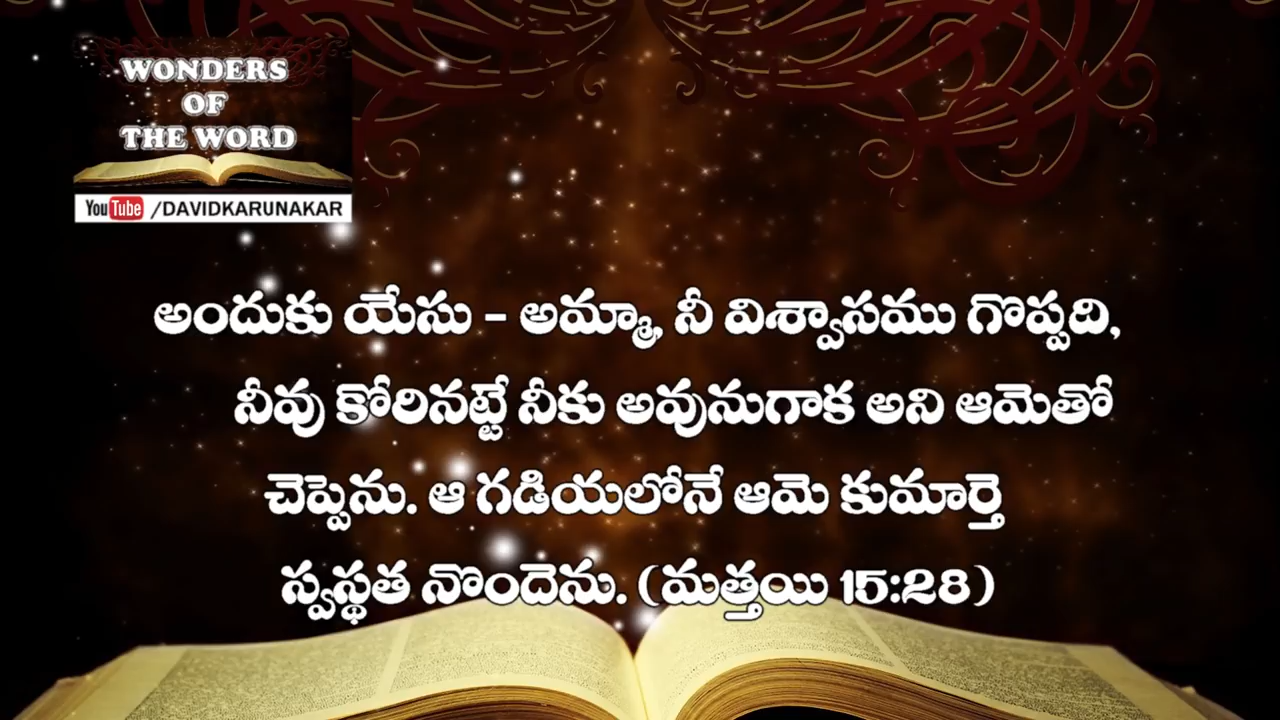 WONDERS
OF
THE WORD
YouTube /DAVIDKARUNAKAR
అందుకు యేసు – అమ్మా, నీ విశ్వాసము గొప్పది,
నీవు కోరినట్టే నీకు అవునుగాక అని ఆమెతో
చెప్పెను. ఆ గడియలోనే ఆమె కుమార్తె
స్వస్థత నొందెను. (మత్తయి 15:28)